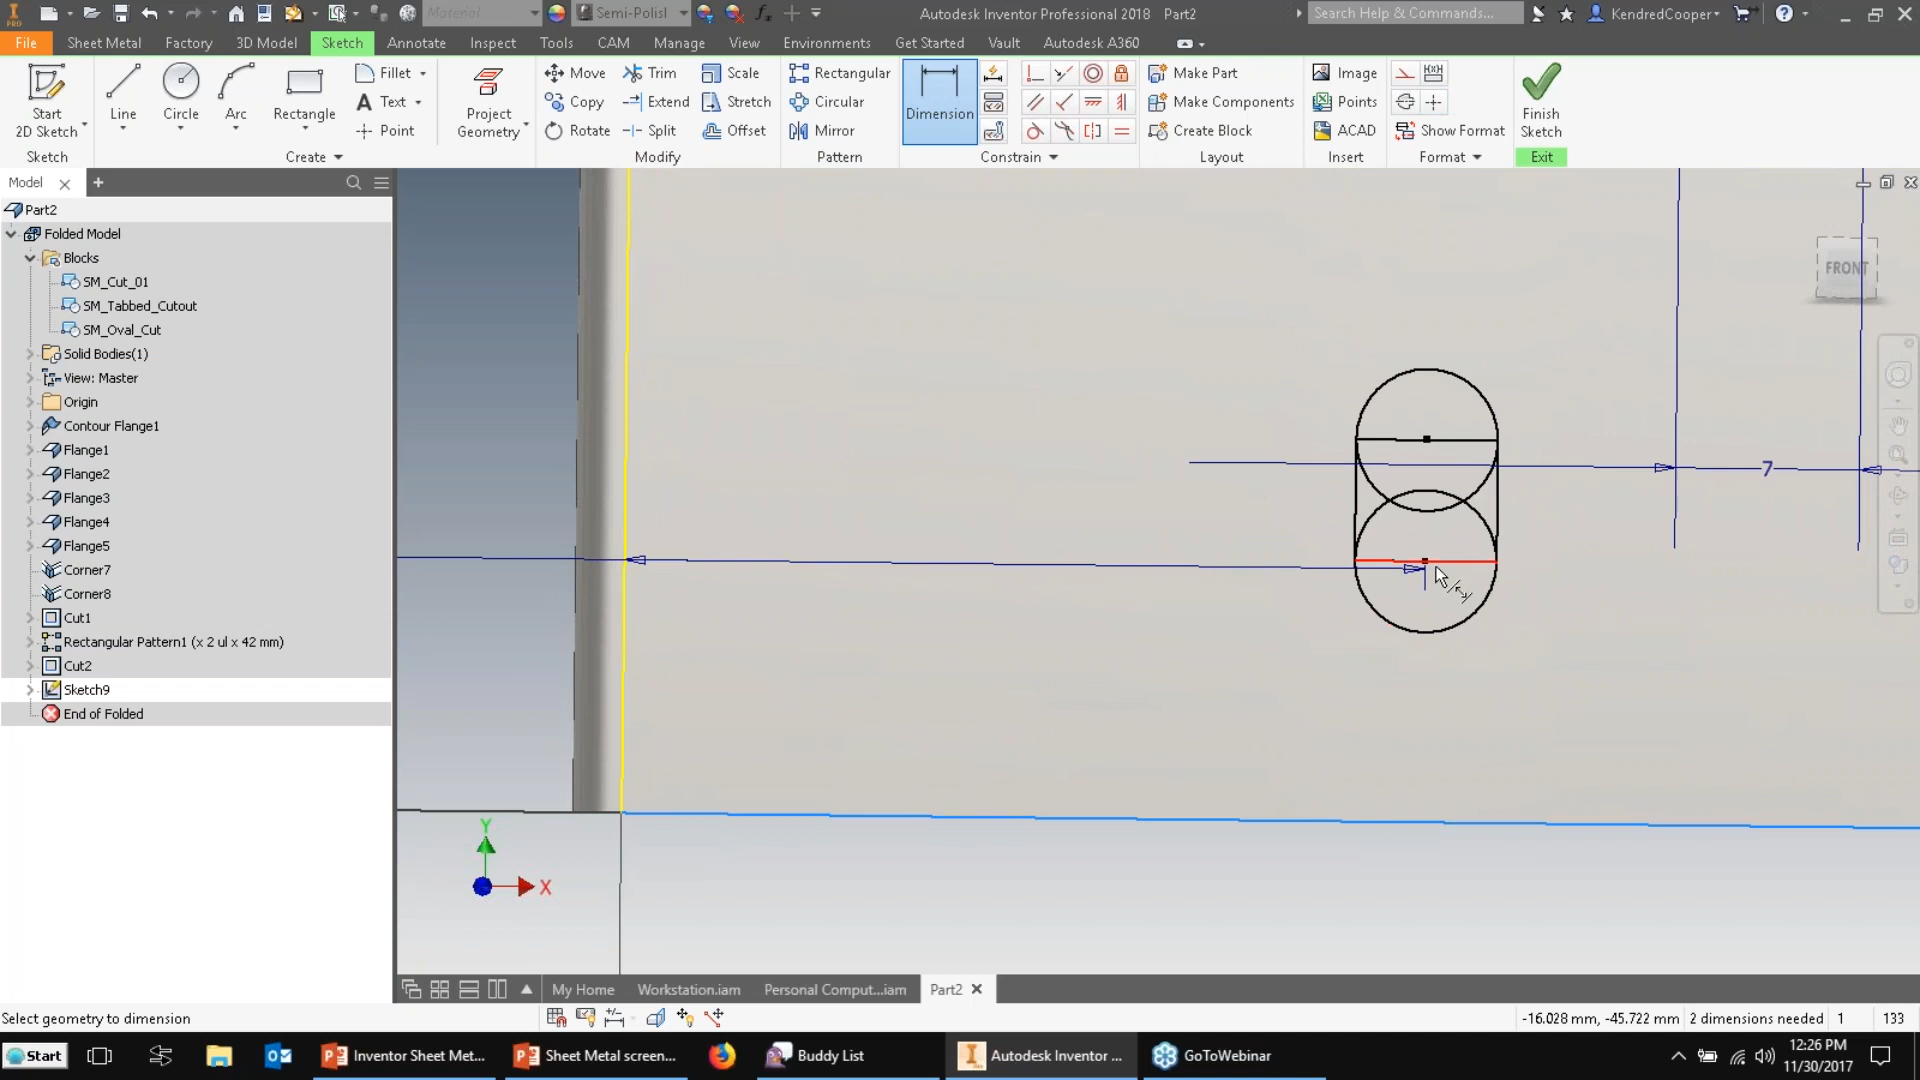 PRO Material Semi-Polisl fx Autodesk Inventor Professional 2018 Part2 Search Help & Commands... KendredCooper
File Sheet Metal Factory 3D Model Sketch Annotate Inspect Tools CAM Manage View Environments Get Started Vault Autodesk A360
Start 2D Sketch
Line
Circle
Arc
Rectangle
Fillet
Text
Point
Project Geometry
Move Trim Scale
Copy Extend Stretch
Rotate Split Offset
Rectangular
Circular
Mirror
Dimension
Make Part
Make Components
Create Block
Image
Points
ACAD
Show Format
Finish Sketch
Sketch Create Modify Pattern Constrain Layout Insert Format Exit
Model
Part2
Folded Model
Blocks
SM_Cut_01
SM_Tabbed_Cutout
SM_Oval_Cut
Solid Bodies(1)
View: Master
Origin
Contour Flange1
Flange1
Flange2
Flange3
Flange4
Flange5
Corner7
Corner8
Cut1
Rectangular Pattern1 (x 2 ul x 42 mm)
Cut2
Sketch9
End of Folded
FRONT
7
Y
X
My Home Workstation.iam Personal Comput...iam Part2
Select geometry to dimension
-16.028 mm, -45.722 mm 2 dimensions needed 1 133
Start Inventor Sheet Met... Sheet Metal screen... Buddy List Autodesk Inventor ... GoToWebinar
12:26 PM
11/30/2017